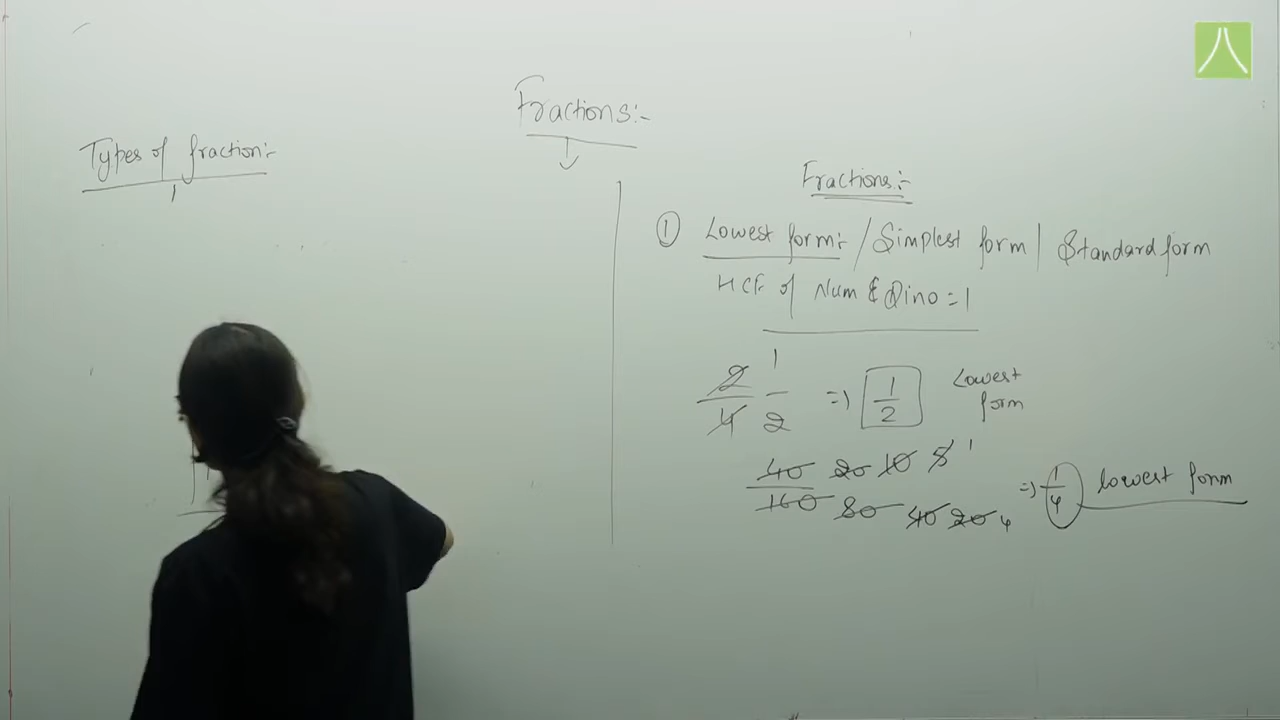 Fractions:-
Types of fraction:-
Fractions:-
① Lowest form:- / Simplest form | Standard form
HCF of Num & Dino = 1
2/4 1/2 => 1/2 Lowest form
40 20 10 5 1
160 80 40 20 4 => 1/4 lowest form